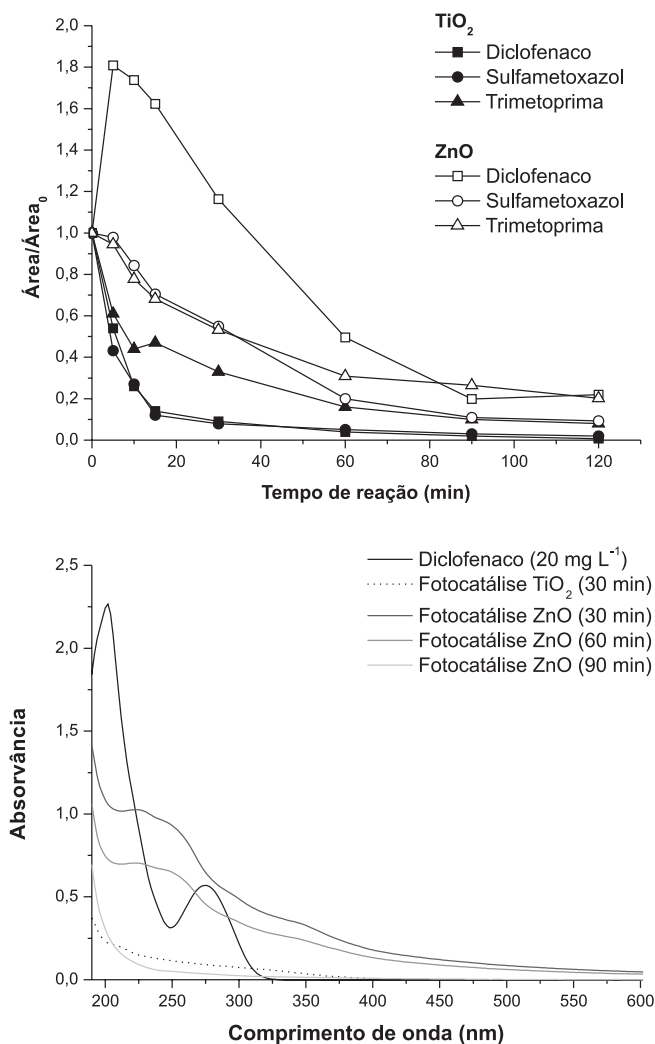 TiO2
Diclofenaco
Sulfametoxazol
Trimetoprima
ZnO
Diclofenaco
Sulfametoxazol
Trimetoprima
2,0
1,8
1,6
1,4
1,2
1,0
0,8
0,6
0,4
0,2
0,0
Área/Área0
0 20 40 60 80 100 120
Tempo de reação (min)
Diclofenaco (20 mg L-1)
Fotocatálise TiO2 (30 min)
Fotocatálise ZnO (30 min)
Fotocatálise ZnO (60 min)
Fotocatálise ZnO (90 min)
2,5
2,0
1,5
1,0
0,5
0,0
Absorvância
200 250 300 350 400 450 500 550 600
Comprimento de onda (nm)